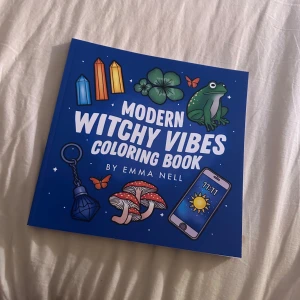 MODERN
WITCHY VIBES
COLORING BOOK
BY EMMA NELL
11:11